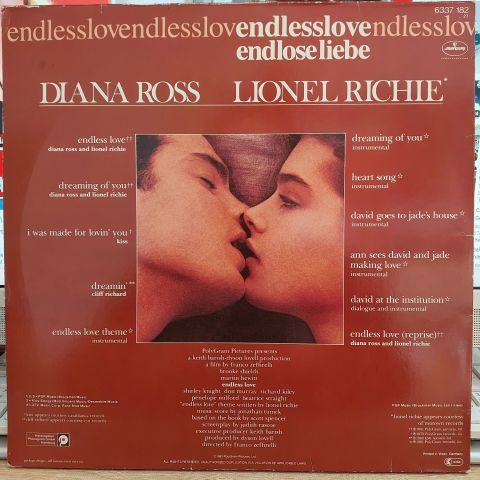 endlessloveendlessloveendlessloveendlesslov
endloseliebe
6337 182
DIANA ROSS LIONEL RICHIE*
endless love††
diana ross and lionel richie
dreaming of you††
diana ross and lionel richie
i was made for lovin' you†
kiss
dreamin'**
cliff richard
endless love theme☆
instrumental
dreaming of you☆
instrumental
heart song☆
instrumental
david goes to jade's house☆
instrumental
ann sees david and jade
making love☆
instrumental
david at the institution☆
dialogue and instrumental
endless love (reprise)††
diana ross and lionel richie
PolyGram Pictures presents
a keith barish-dyson lovell production
a film by franco zeffirelli
brooke shields
martin hewitt
endless love
shirley knight don murray richard kiley
penelope milford beatrice straight
"endless love" theme written by lionel richie
music score by jonathan tunick
based on the book by scott spencer
screenplay by judith rascoe
executive producer keith barish
produced by dyson lovell
directed by franco zeffirelli
*lionel richie appears courtesy
of motown records